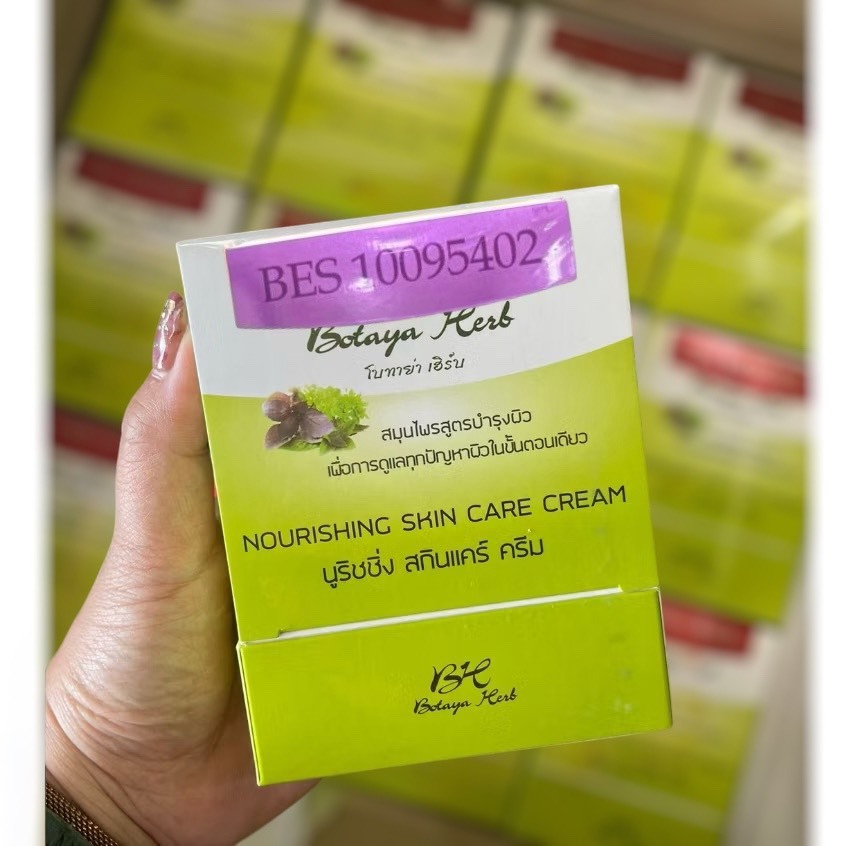 BES 10095402
Botaya Herb
โบทาย่า เฮิร์บ
สมุนไพรสูตรบำรุงผิว
เพื่อการดูแลทุกปัญหาผิวในขั้นตอนเดียว
NOURISHING SKIN CARE CREAM
นูริชชิ่ง สกินแคร์ ครีม
BH
Botaya Herb